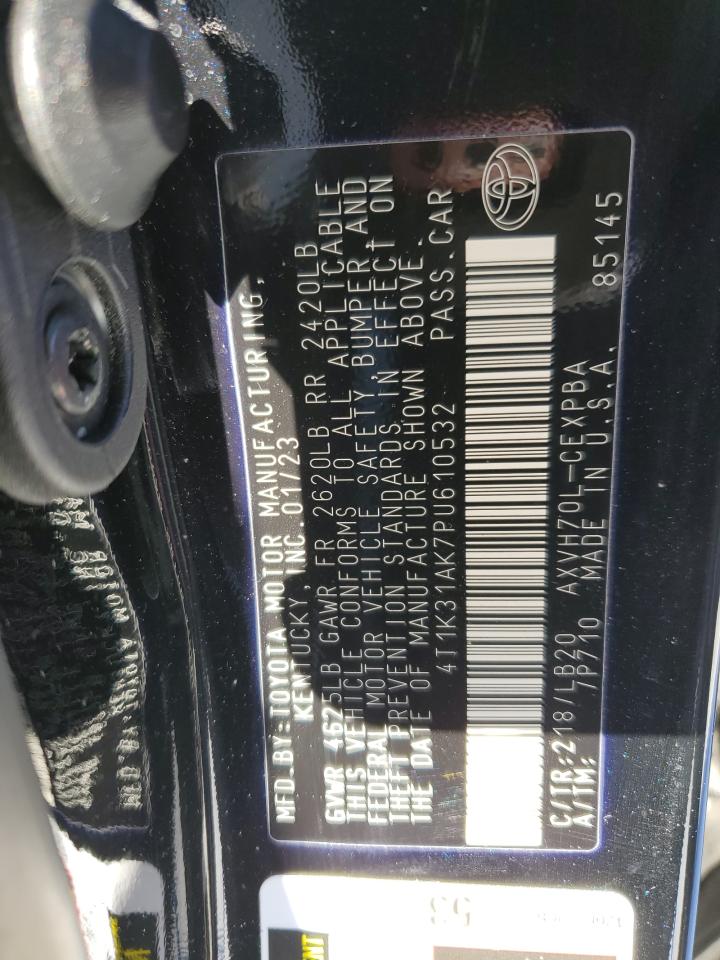 MFD.BY:TOYOTA MOTOR MANUFACTURING,
KENTUCKY, INC. 01/23
GVWR 4625LB GAWR FR 2620LB RR 2420LB
THIS VEHICLE CONFORMS TO ALL APPLICABLE
FEDERAL MOTOR VEHICLE SAFETY, BUMPER, AND
THEFT PREVENTION STANDARDS IN EFFECT ON
THE DATE OF MANUFACTURE SHOWN ABOVE.
4T1K31AK7PU610532 PASS.CAR
C/TR:218/LB20 AXVH70L-CEXPBA 85145
A/TM: /P710 MADE IN U.S.A.
53